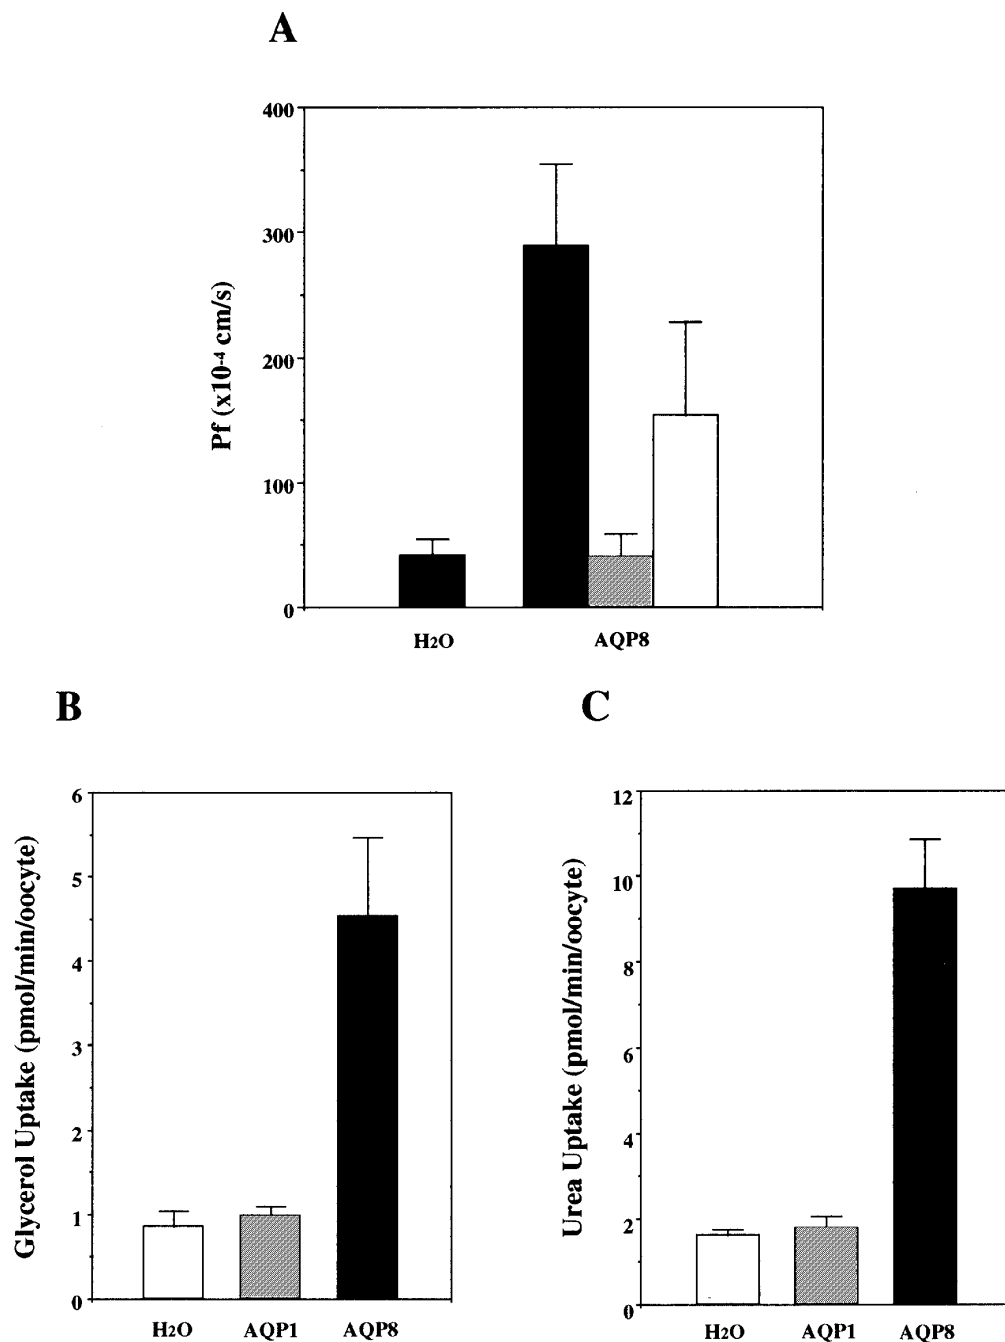 A
400
300
200
100
0
Pf (x10-4 cm/s)
H2O AQP8
B
6
5
4
3
2
1
0
Glycerol Uptake (pmol/min/oocyte)
H2O AQP1 AQP8
C
12
10
8
6
4
2
0
Urea Uptake (pmol/min/oocyte)
H2O AQP1 AQP8